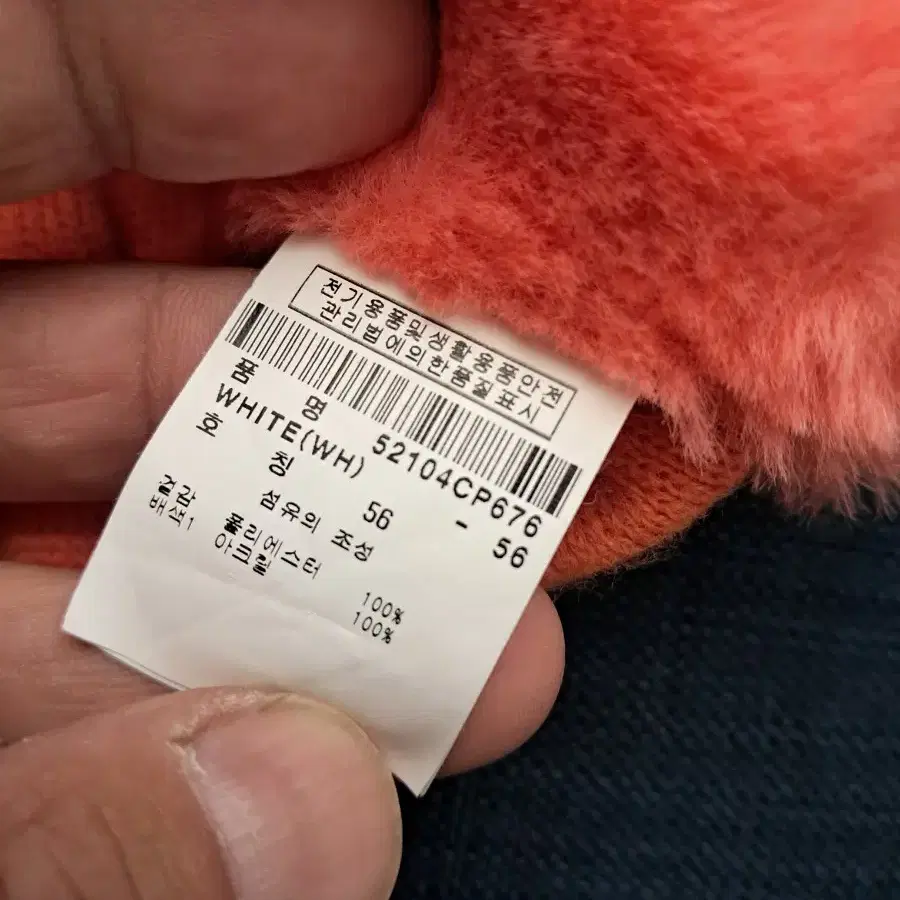 전기용품및생활용품안전
관리법에의한품질표시
품 명 52104CP676
WHITE(WH) - 56
호 칭 56
섬유의 조성
겉감 폴리에스터 100%
배색1 아크릴 100%